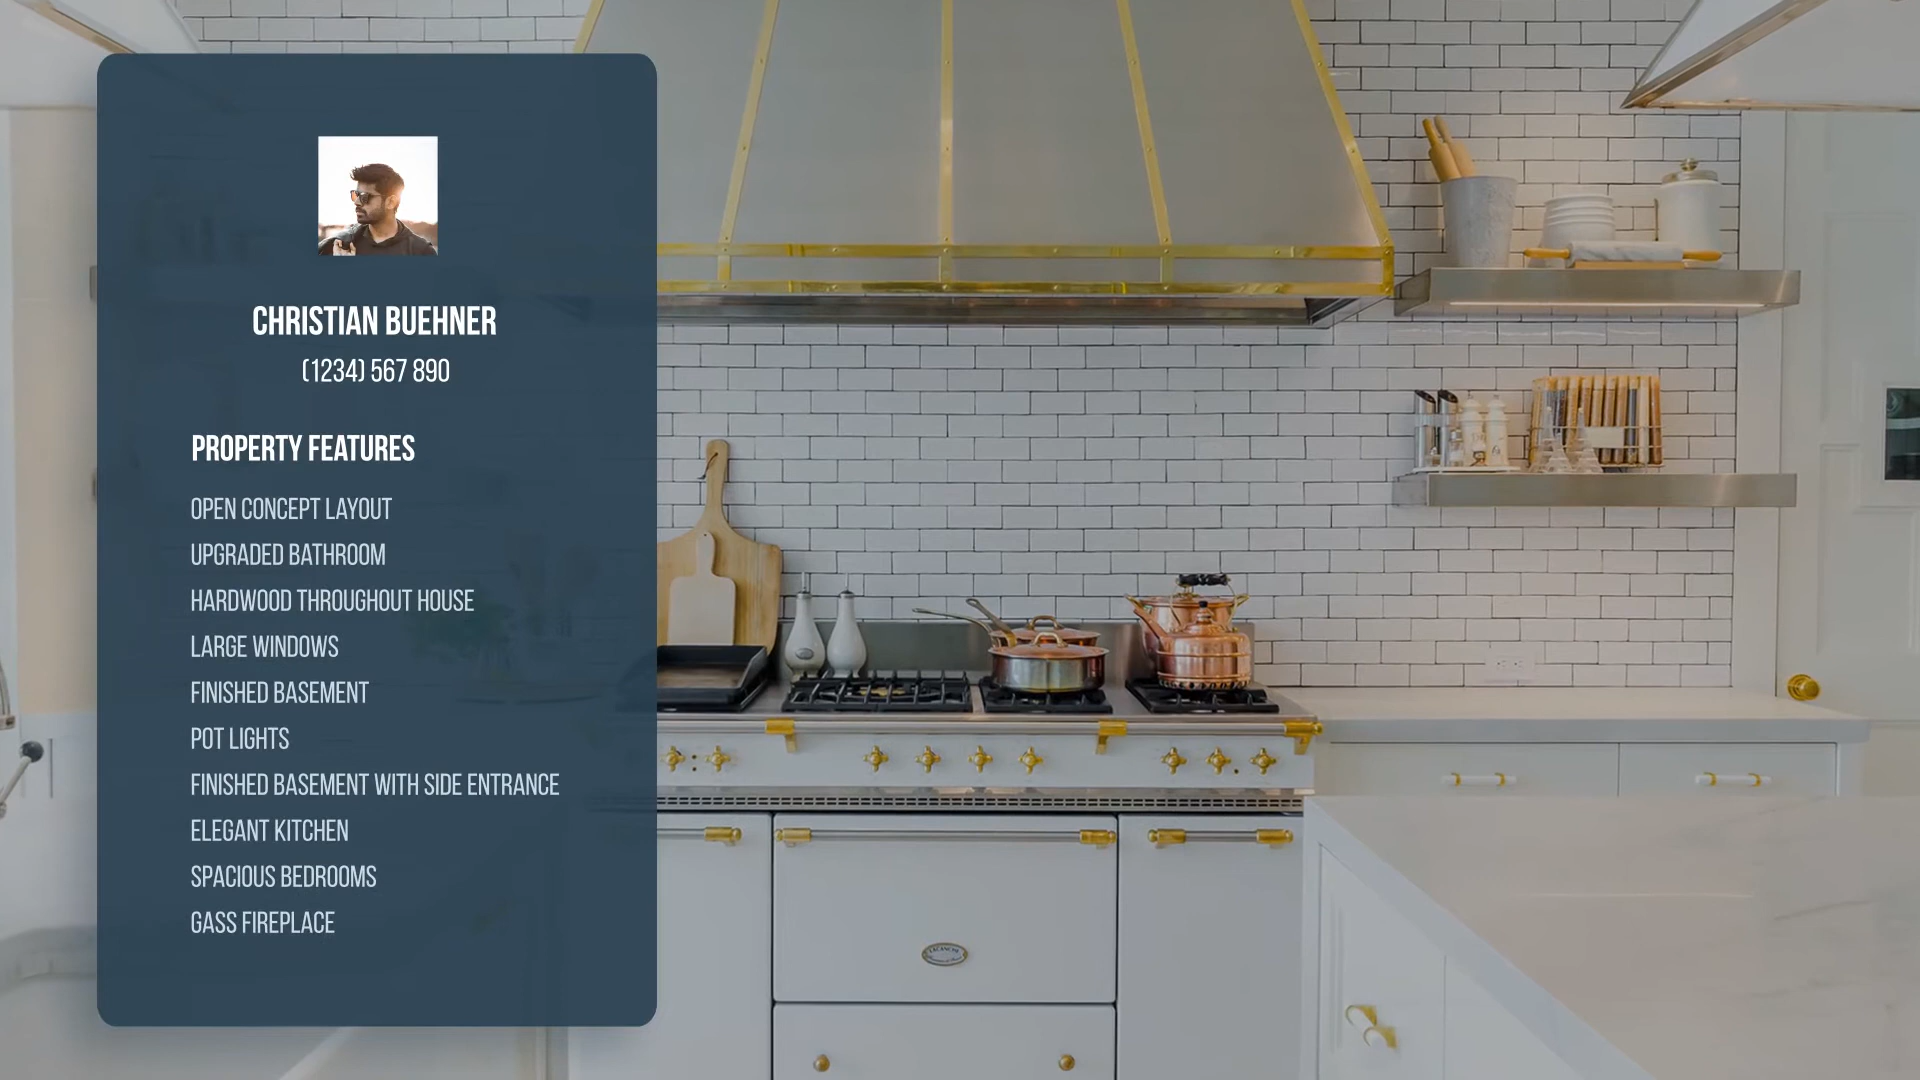 CHRISTIAN BUEHNER
(1234) 567 890
PROPERTY FEATURES
OPEN CONCEPT LAYOUT
UPGRADED BATHROOM
HARDWOOD THROUGHOUT HOUSE
LARGE WINDOWS
FINISHED BASEMENT
POT LIGHTS
FINISHED BASEMENT WITH SIDE ENTRANCE
ELEGANT KITCHEN
SPACIOUS BEDROOMS
GASS FIREPLACE